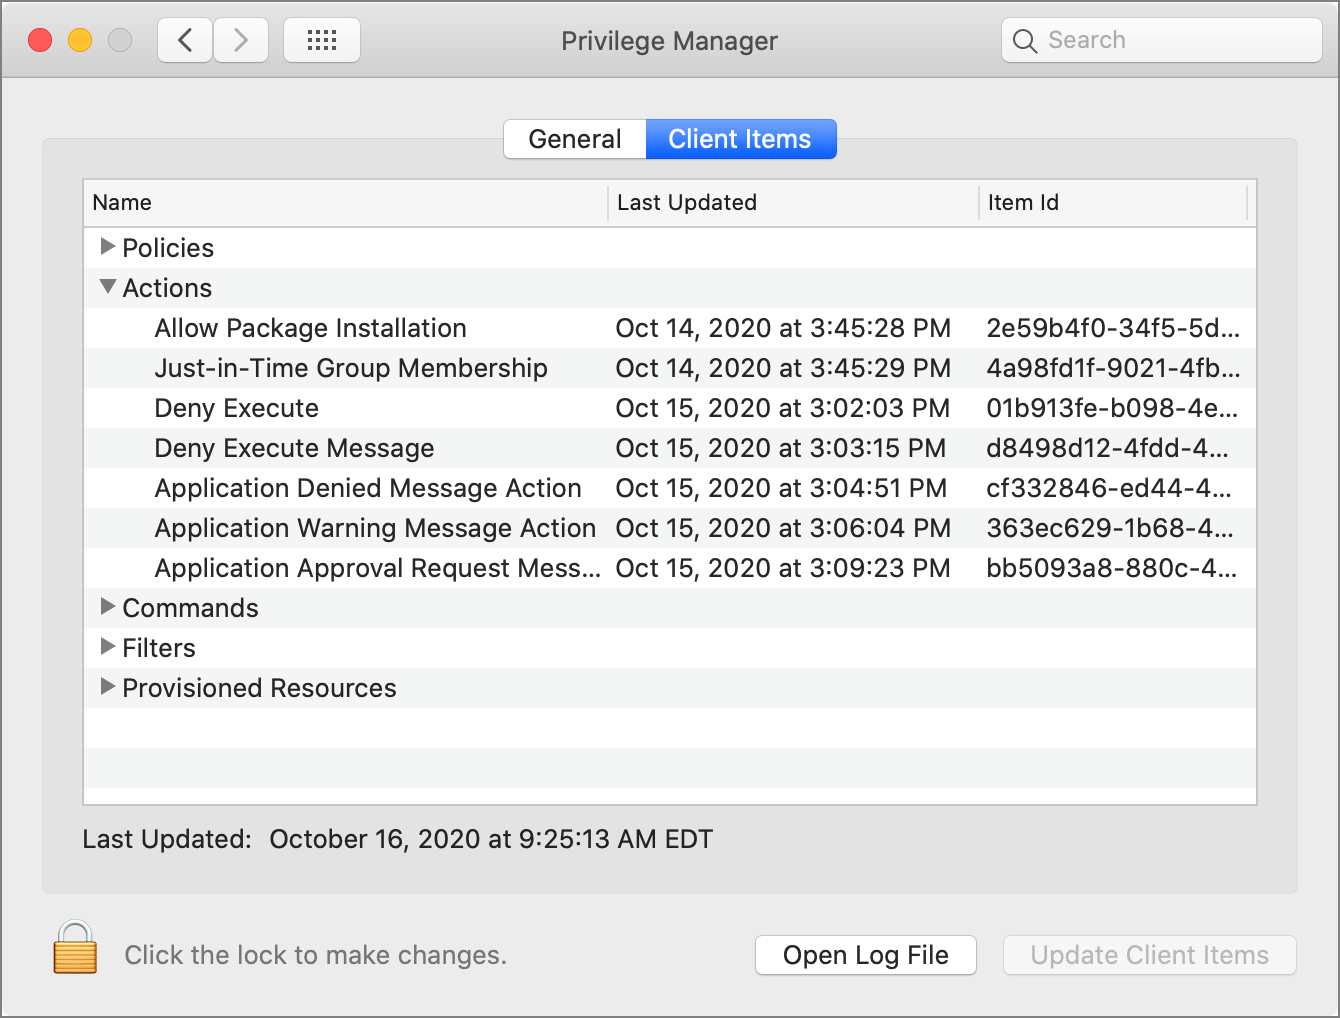 Privilege Manager
Search
General
Client Items
Name Last Updated Item Id
Policies
Actions
Allow Package Installation Oct 14, 2020 at 3:45:28 PM 2e59b4f0-34f5-5d...
Just-in-Time Group Membership Oct 14, 2020 at 3:45:29 PM 4a98fd1f-9021-4fb...
Deny Execute Oct 15, 2020 at 3:02:03 PM 01b913fe-b098-4e...
Deny Execute Message Oct 15, 2020 at 3:03:15 PM d8498d12-4fdd-4...
Application Denied Message Action Oct 15, 2020 at 3:04:51 PM cf332846-ed44-4...
Application Warning Message Action Oct 15, 2020 at 3:06:04 PM 363ec629-1b68-4...
Application Approval Request Mess... Oct 15, 2020 at 3:09:23 PM bb5093a8-880c-4...
Commands
Filters
Provisioned Resources
Last Updated: October 16, 2020 at 9:25:13 AM EDT
Click the lock to make changes.
Open Log File
Update Client Items